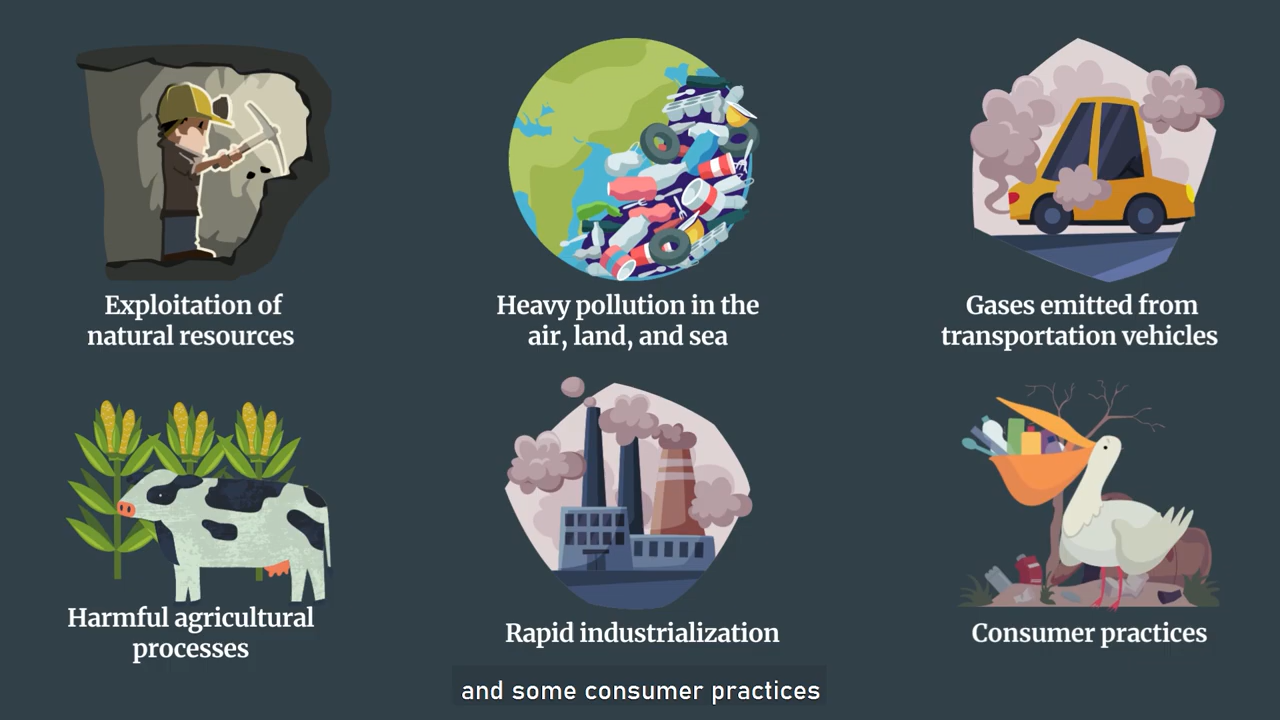 Exploitation of
natural resources
Heavy pollution in the
air, land, and sea
Gases emitted from
transportation vehicles
Harmful agricultural
processes
Rapid industrialization
Consumer practices
and some consumer practices